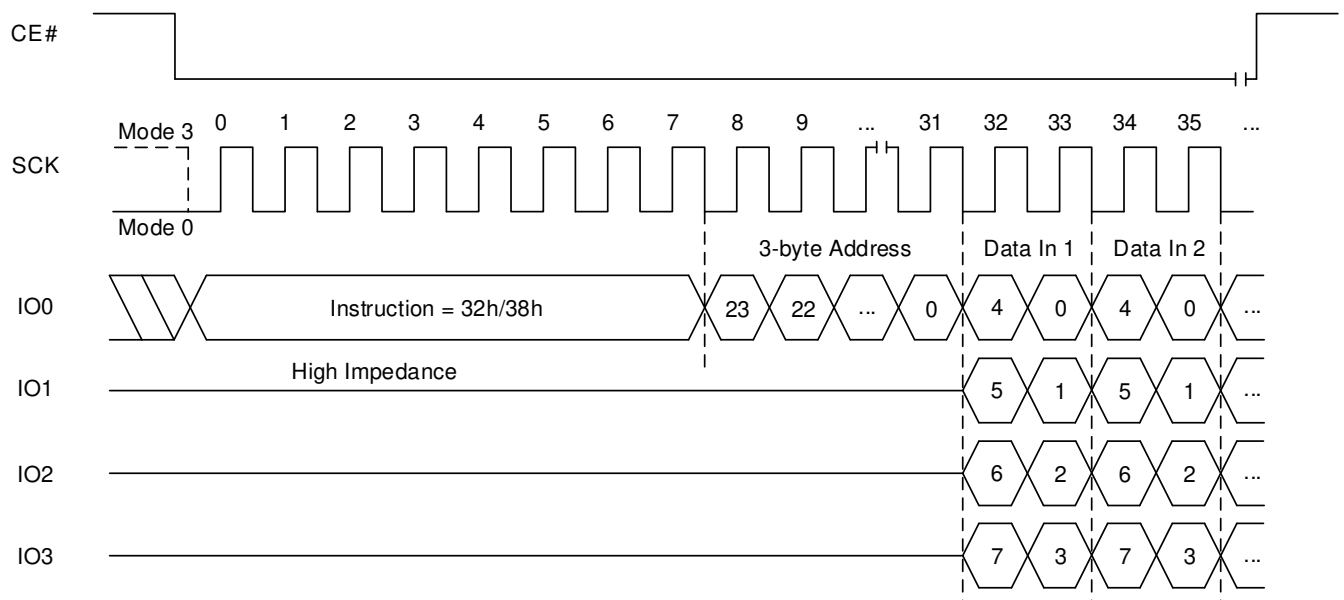 CE#
Mode 3 0 1 2 3 4 5 6 7 8 9 ... 31 32 33 34 35 ...
SCK
Mode 0
3-byte Address Data In 1 Data In 2
IO0 Instruction = 32h/38h 23 22 ... 0 4 0 4 0 ...
High Impedance
IO1 5 1 5 1 ...
IO2 6 2 6 2 ...
IO3 7 3 7 3 ...